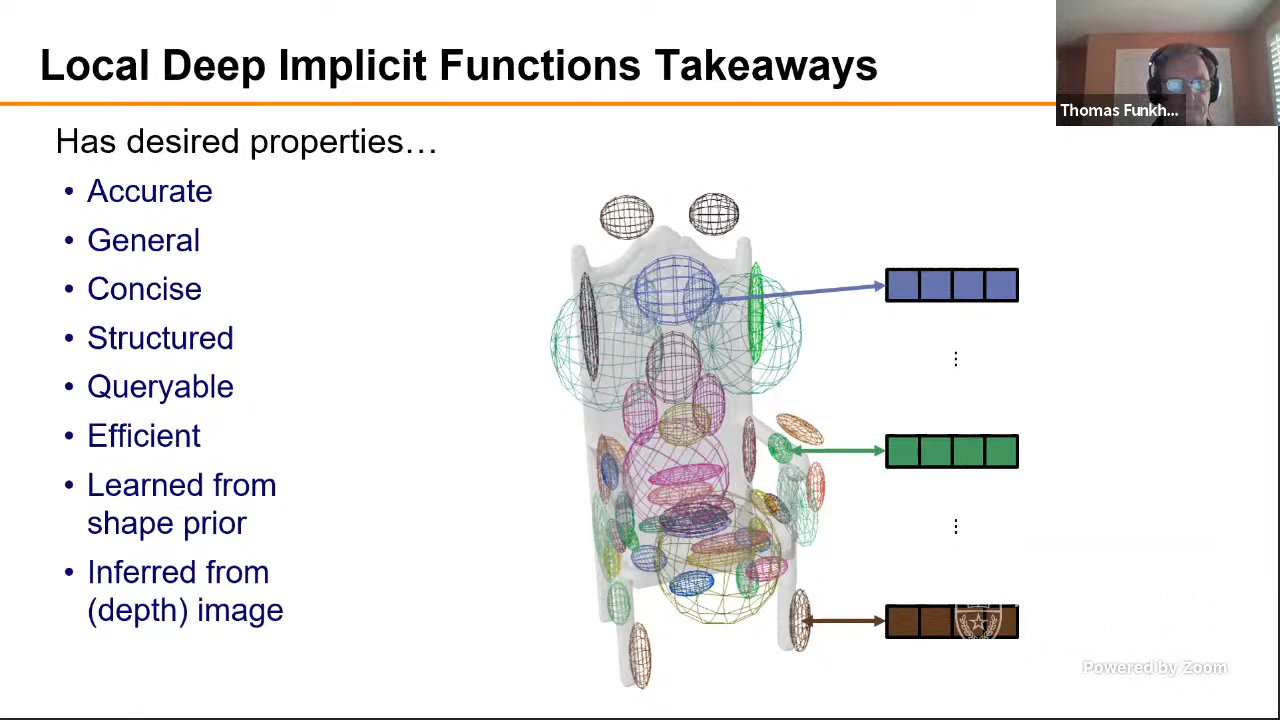 Local Deep Implicit Functions Takeaways
Thomas Funkh...
Has desired properties…
• Accurate
• General
• Concise
• Structured
• Queryable
• Efficient
• Learned from
shape prior
• Inferred from
(depth) image
Powered by Zoom